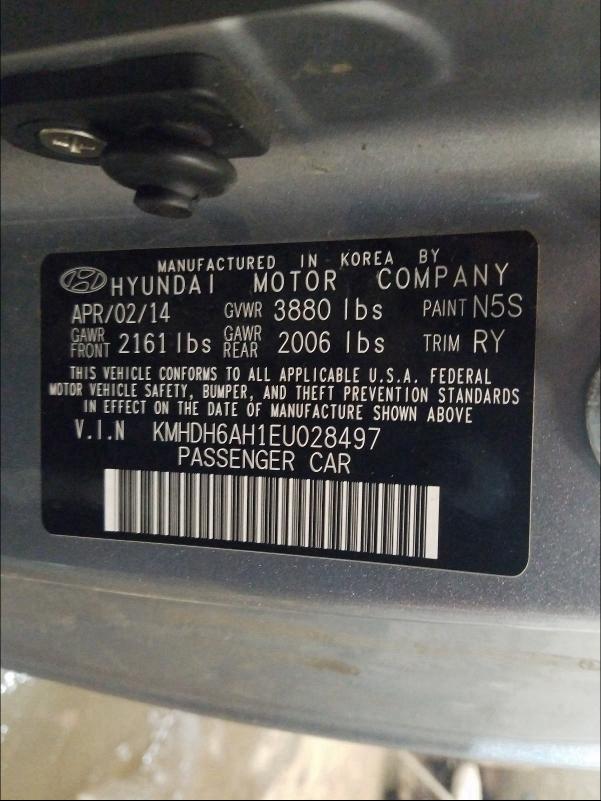 MANUFACTURED IN KOREA BY
HYUNDAI MOTOR COMPANY
APR/02/14 GVWR 3880 lbs PAINT N5S
GAWR FRONT 2161 lbs GAWR REAR 2006 lbs TRIM RY
THIS VEHICLE CONFORMS TO ALL APPLICABLE U.S.A. FEDERAL
MOTOR VEHICLE SAFETY, BUMPER, AND THEFT PREVENTION STANDARDS
IN EFFECT ON THE DATE OF MANUFACTURE SHOWN ABOVE
V.I.N KMHDH6AH1EU028497
PASSENGER CAR